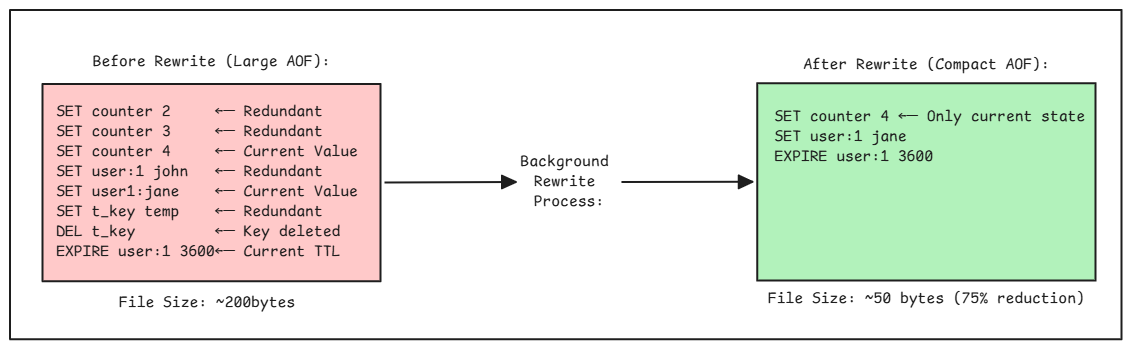 Before Rewrite (Large AOF):
SET counter 2 ← Redundant
SET counter 3 ← Redundant
SET counter 4 ← Current Value
SET user:1 john ← Redundant
SET user1:jane ← Current Value
SET t_key temp ← Redundant
DEL t_key ← Key deleted
EXPIRE user:1 3600← Current TTL
File Size: ~200bytes
Background
Rewrite
Process:
After Rewrite (Compact AOF):
SET counter 4 ← Only current state
SET user:1 jane
EXPIRE user:1 3600
File Size: ~50 bytes (75% reduction)